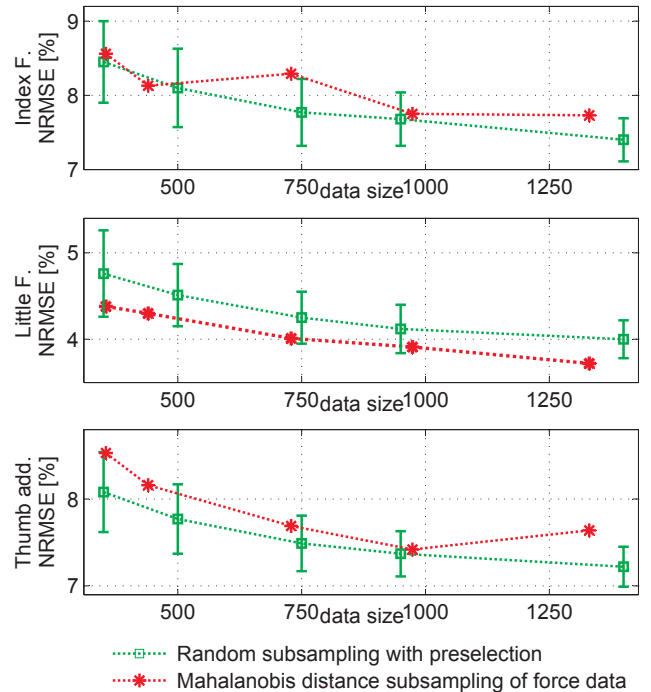 Index F.
NRMSE [%]
9
8
7
500
750
data size
1000
1250
Little F.
NRMSE [%]
5
4
500
750
data size
1000
1250
Thumb add.
NRMSE [%]
8
7
500
750
data size
1000
1250
Random subsampling with preselection
Mahalanobis distance subsampling of force data